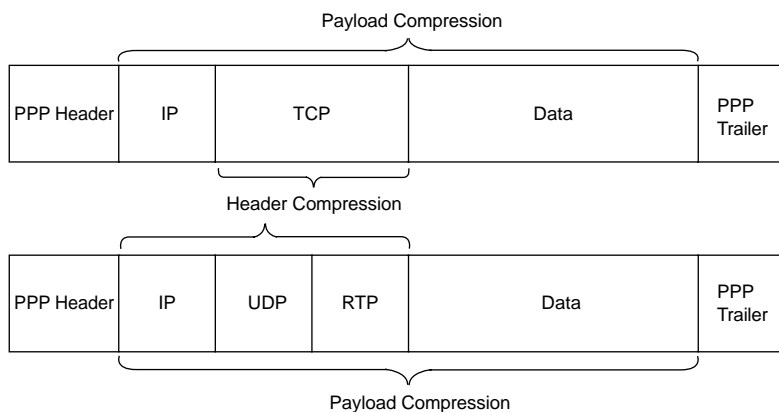 Payload Compression
PPP Header IP TCP Data PPP Trailer
Header Compression
PPP Header IP UDP RTP Data PPP Trailer
Payload Compression